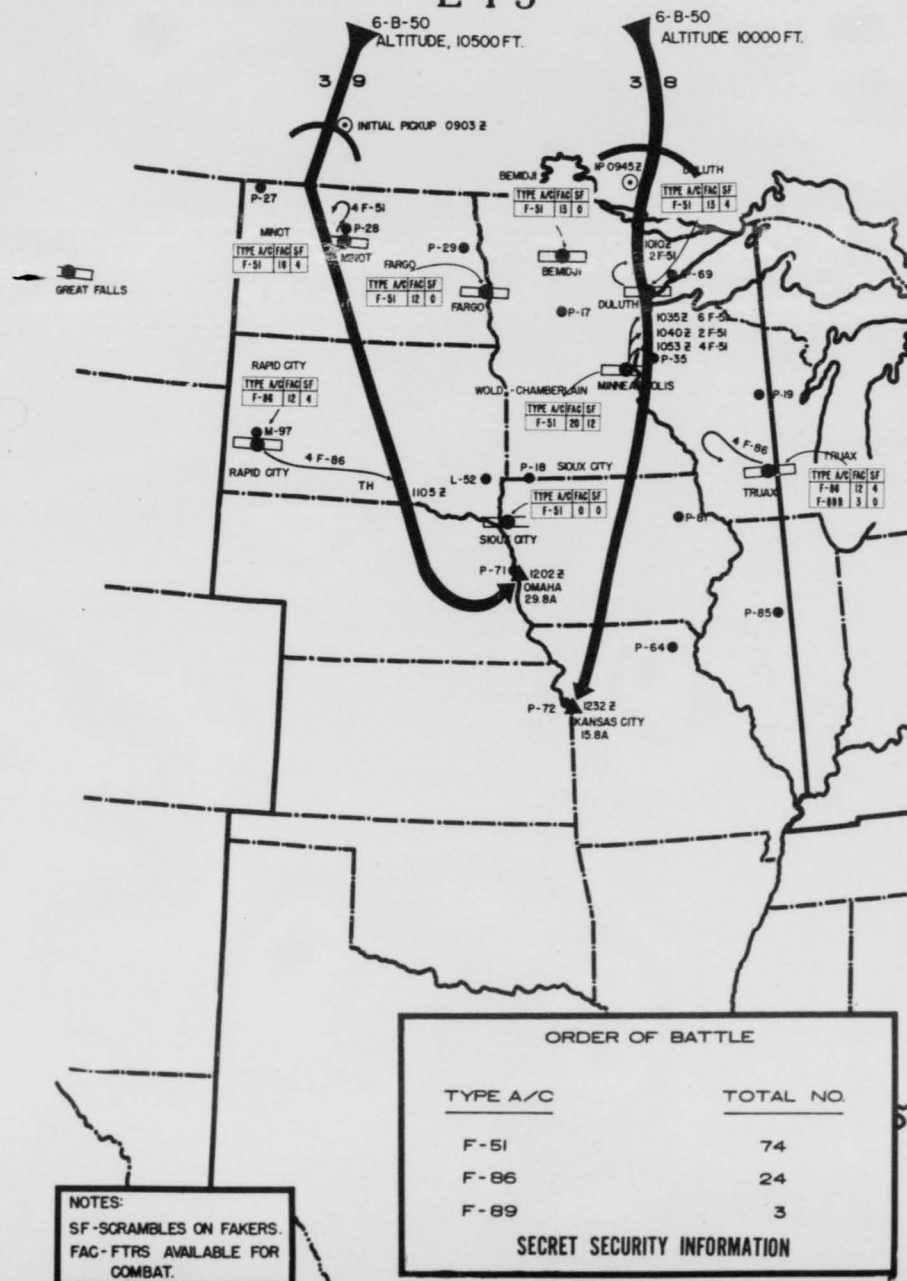 6-B-50
ALTITUDE, 10500 FT.
6-B-50
ALTITUDE 10000 FT.
3 9
3 8
INITIAL PICKUP 0903 Z
BEMIDJI
TYPE A/C FAC SF
F-51 13 0
BEMIDJI
IP 0945 Z
DULUTH
TYPE A/C FAC SF
F-51 13 4
P-27
4 F-51
P-28
MINOT
MINOT
TYPE A/C FAC SF
F-51 16 4
P-29
FARGO
TYPE A/C FAC SF
F-51 12 0
FARGO
1010 Z
2 F-51
P-69
DULUTH
GREAT FALLS
P-17
1035 Z 6 F-51
1040 Z 2 F-51
1053 Z 4 F-51
P-35
MINNEAPOLIS
WOLD-CHAMBERLAIN
TYPE A/C FAC SF
F-51 20 12
RAPID CITY
TYPE A/C FAC SF
F-86 12 4
M-97
RAPID CITY
4 F-86
TH
1105 Z
P-19
4 F-86
TRUAX
TRUAX
TYPE A/C FAC SF
F-86 12 4
F-89B 3 0
L-52
P-18
SIOUX CITY
TYPE A/C FAC SF
F-51 0 0
SIOUX CITY
P-81
P-71
1202 Z
OMAHA
29.8A
P-85
P-64
P-72
1232 Z
KANSAS CITY
15.8A
ORDER OF BATTLE
TYPE A/C TOTAL NO.
F-51 74
F-86 24
F-89 3
SECRET SECURITY INFORMATION
NOTES:
SF-SCRAMBLES ON FAKERS.
FAC-FTRS AVAILABLE FOR
COMBAT.